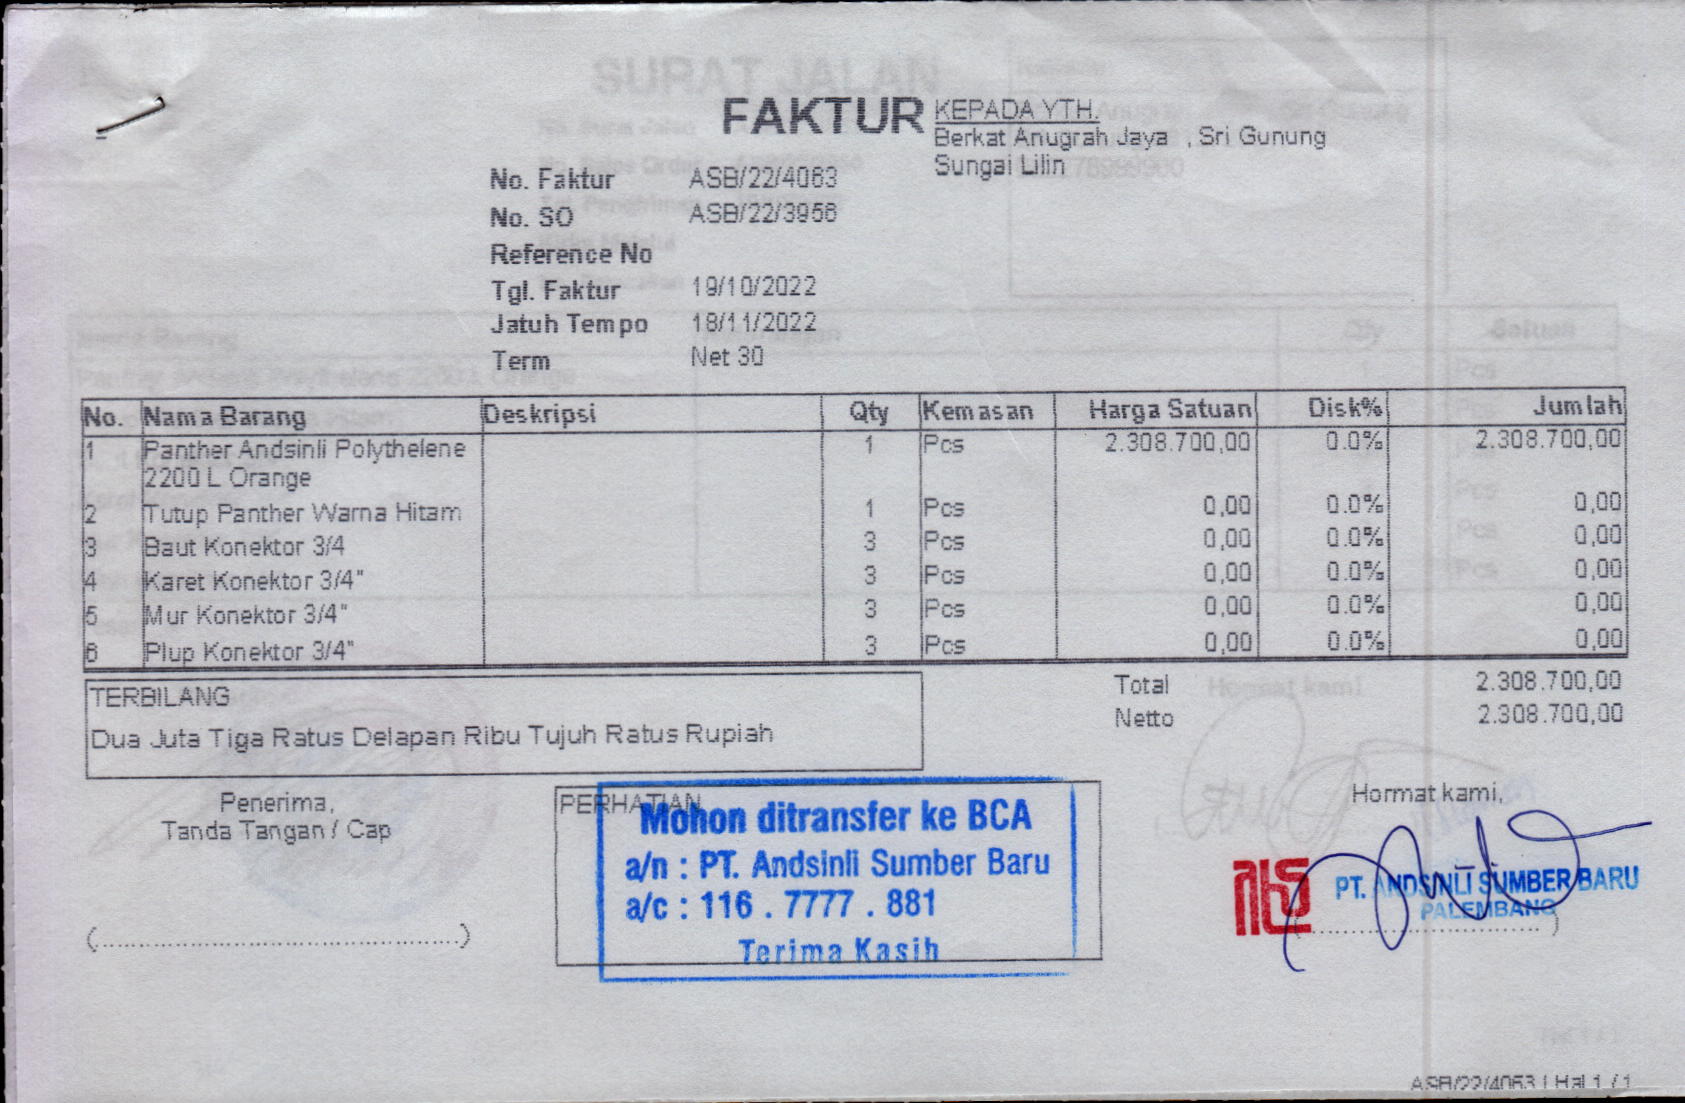 FAKTUR
KEPADA YTH.
Berkat Anugrah Jaya , Sri Gunung
Sungai Lilin
No. Faktur ASB/22/4063
No. SO ASB/22/3956
Reference No
Tgl. Faktur 19/10/2022
Jatuh Tempo 18/11/2022
Term Net 30
No. Nama Barang Deskripsi Qty Kemasan Harga Satuan Disk% Jumlah
1 Panther Andsinli Polythelene 1 Pcs 2.308.700,00 0.0% 2.308.700,00
2200 L Orange
2 Tutup Panther Warna Hitam 1 Pcs 0,00 0.0% 0,00
3 Baut Konektor 3/4 3 Pcs 0,00 0.0% 0,00
4 Karet Konektor 3/4" 3 Pcs 0,00 0.0% 0,00
5 Mur Konektor 3/4" 3 Pcs 0,00 0.0% 0,00
6 Plup Konektor 3/4" 3 Pcs 0,00 0.0% 0,00
TERBILANG
Dua Juta Tiga Ratus Delapan Ribu Tujuh Ratus Rupiah
Total 2.308.700,00
Netto 2.308.700,00
Penerima,
Tanda Tangan / Cap
(..........................................)
PERHATIAN
Mohon ditransfer ke BCA
a/n : PT. Andsinli Sumber Baru
a/c : 116 . 7777 . 881
Terima Kasih
Hormat kami,
PT. ANDSINLI SUMBER BARU
PALEMBANG
(..............................)
ASB/22/4063 | Hal 1 / 1
SURAT JALAN